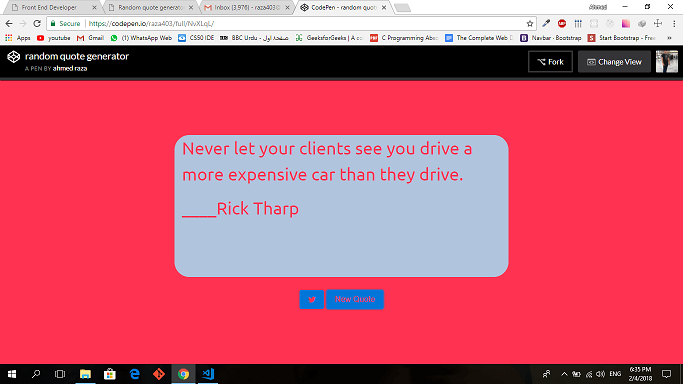 Front End Developer
Random quote generator
Inbox (3,976) - raza403@
CodePen - random quote
Ahmed
Secure | https://codepen.io/raza403/full/NvXLqL/
Apps
youtube
Gmail
(1) WhatsApp Web
CS50 IDE
BBC Urdu - صفحۂ اول
GeeksforGeeks | A co
C Programming Abso
The Complete Web D
Navbar · Bootstrap
Start Bootstrap - Free
random quote generator
A PEN BY ahmed raza
Fork
Change View
Never let your clients see you drive a
more expensive car than they drive.
____Rick Tharp
New Quote
ENG
6:35 PM
2/4/2018